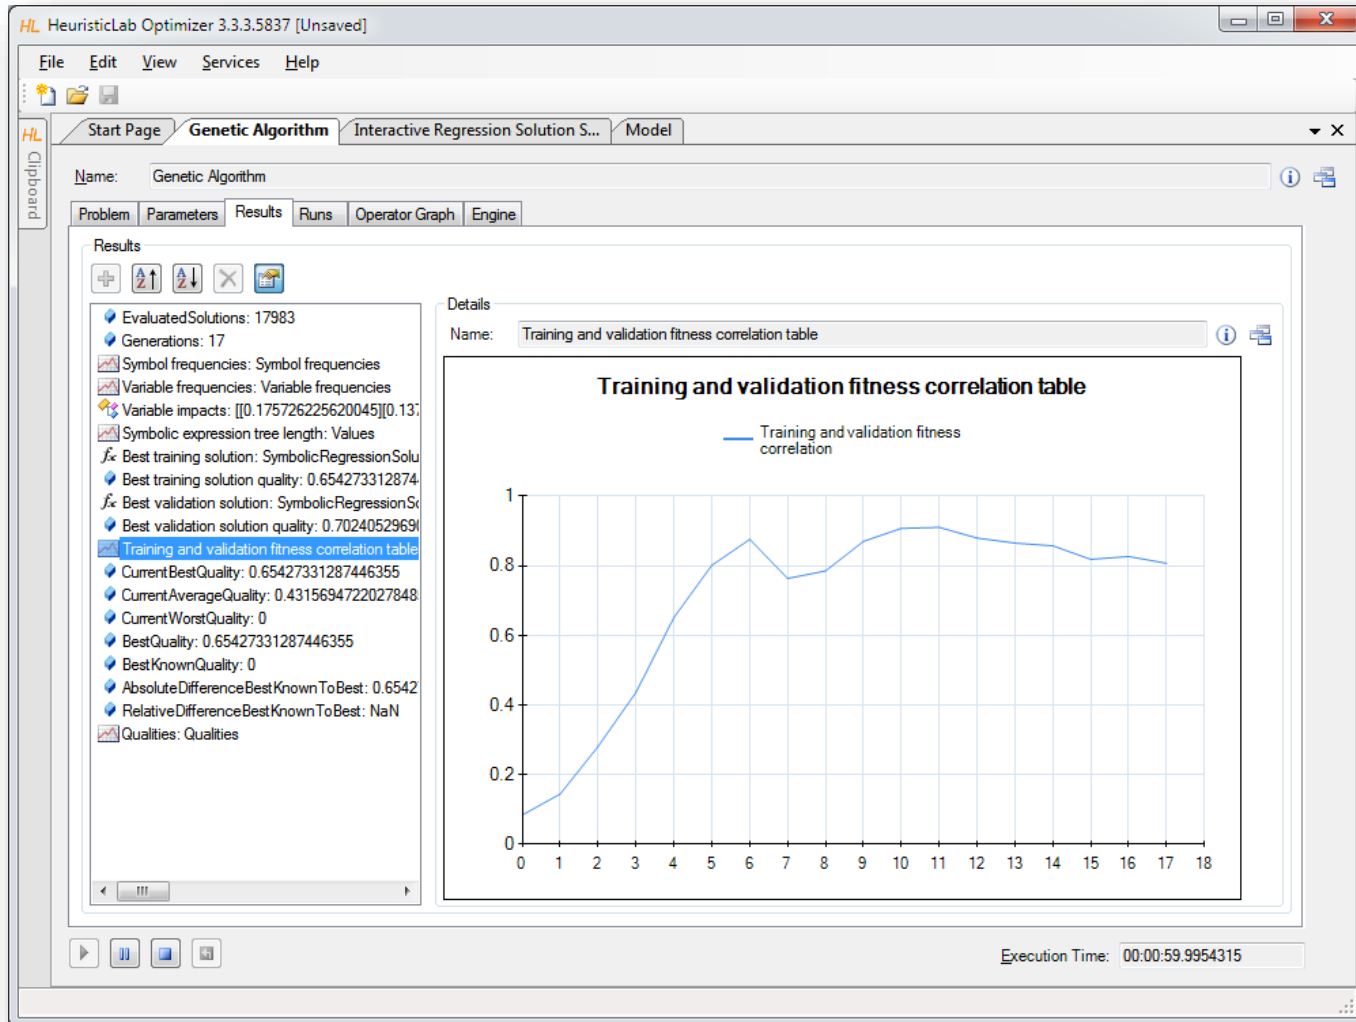 HL HeuristicLab Optimizer 3.3.3.5837 [Unsaved]
File Edit View Services Help
HL Clipboard
Start Page Genetic Algorithm Interactive Regression Solution S... Model
Name: Genetic Algorithm
Problem Parameters Results Runs Operator Graph Engine
Results
EvaluatedSolutions: 17983
Generations: 17
Symbol frequencies: Symbol frequencies
Variable frequencies: Variable frequencies
Variable impacts: [[0.175726225620045][0.137
Symbolic expression tree length: Values
Best training solution: SymbolicRegressionSolu
Best training solution quality: 0.654273312874
Best validation solution: SymbolicRegressionSo
Best validation solution quality: 0.7024052969
Training and validation fitness correlation table
CurrentBestQuality: 0.65427331287446355
CurrentAverageQuality: 0.431569472202784
CurrentWorstQuality: 0
BestQuality: 0.65427331287446355
BestKnownQuality: 0
AbsoluteDifferenceBestKnownToBest: 0.6542
RelativeDifferenceBestKnownToBest: NaN
Qualities: Qualities
Details
Name: Training and validation fitness correlation table
Training and validation fitness correlation table
Training and validation fitness
correlation
1
0.8
0.6
0.4
0.2
0
0 1 2 3 4 5 6 7 8 9 10 11 12 13 14 15 16 17 18
Execution Time: 00:00:59.9954315